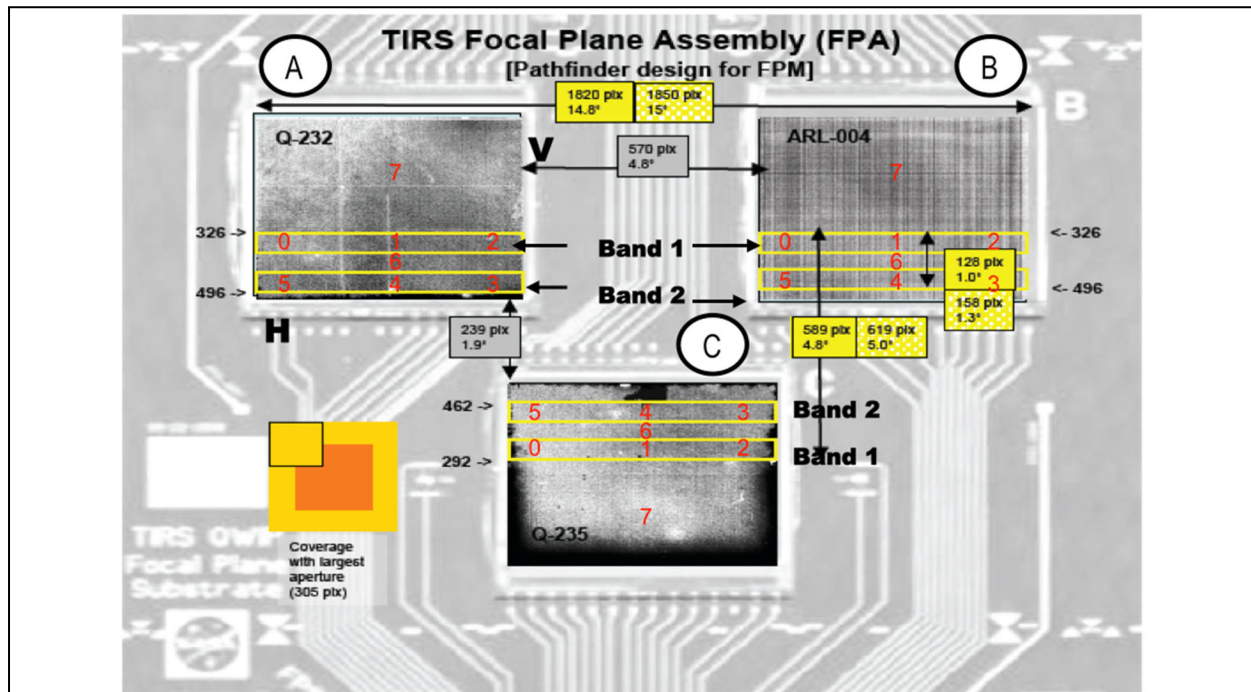 TIRS Focal Plane Assembly (FPA)
[Pathfinder design for FPM]
A
B
1820 pix
14.8°
1850 pix
15°
B
Q-232
V
570 pix
4.8°
ARL-004
7
7
326 ->
0 1 2
Band 1
0 1 2
<- 326
6
6
128 pix
1.0°
496 ->
5 4 3
Band 2
5 4 3
<- 496
158 pix
1.3°
H
239 pix
1.9°
C
589 pix
4.8°
619 pix
5.0°
C
462 ->
5 4 3
Band 2
6
292 ->
0 1 2
Band 1
7
Q-235
Coverage
with largest
aperture
(305 pix)
TIRS QWIP
Focal Plane
Substrate